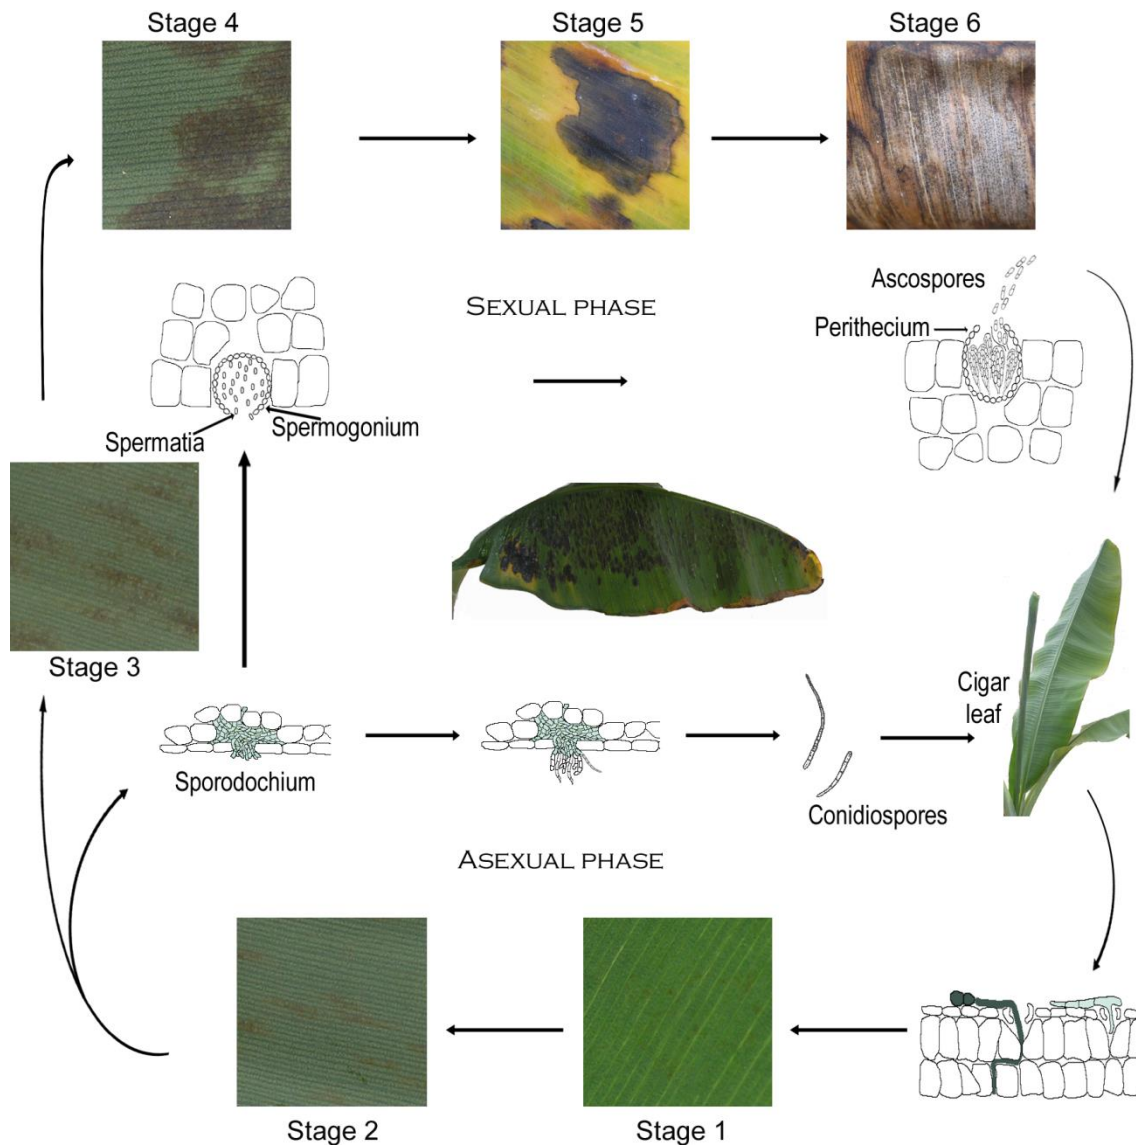 Stage 4
Stage 5
Stage 6
Ascospores
SEXUAL PHASE
Perithecium
Spermogonium
Spermatia
Stage 3
Cigar
leaf
Sporodochium
Conidiospores
ASEXUAL PHASE
Stage 2
Stage 1